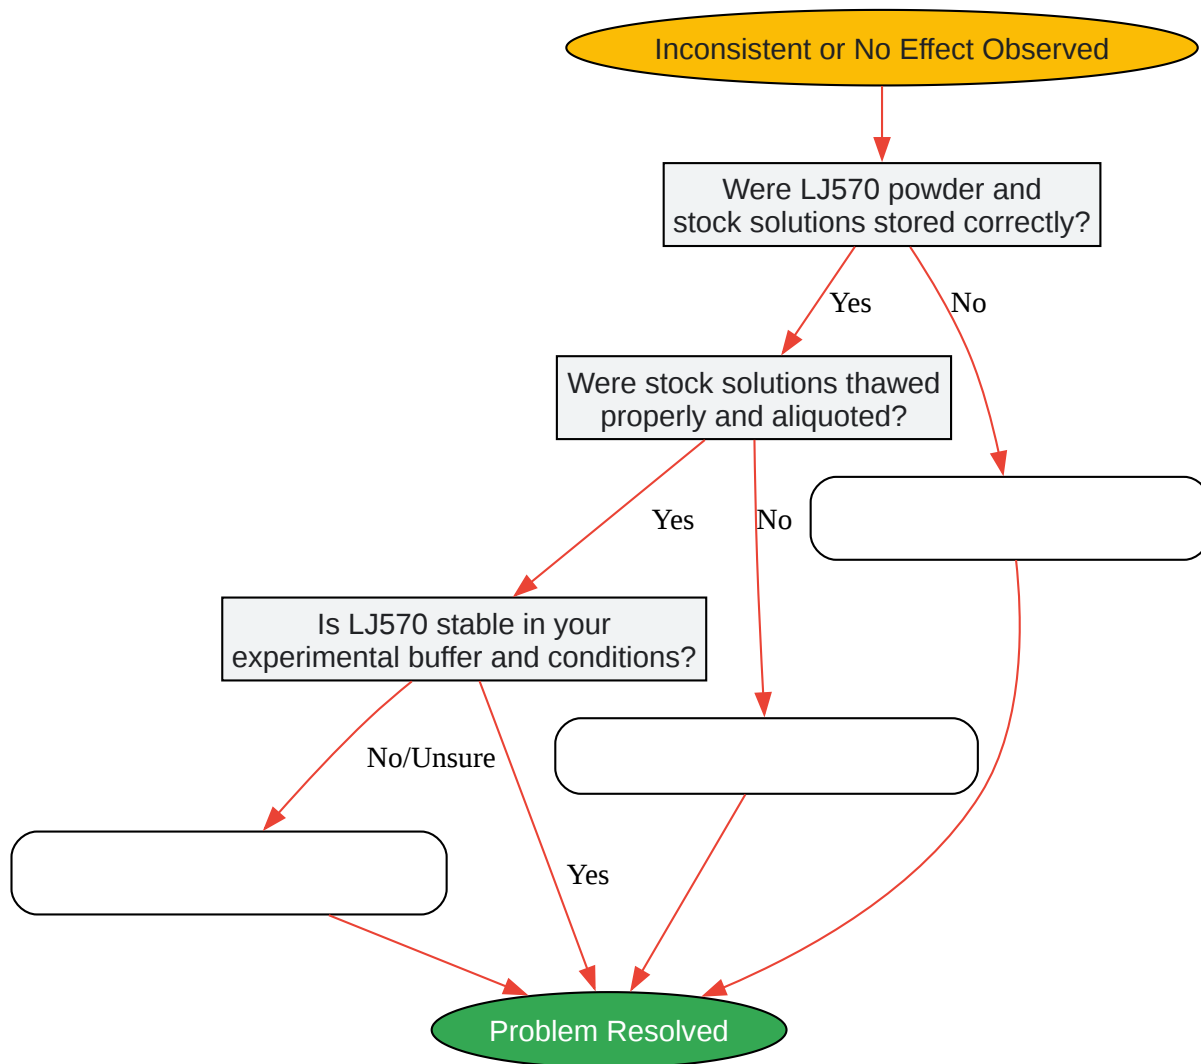 Inconsistent or No Effect Observed
Were LJ570 powder and
stock solutions stored correctly?
Yes
No
Were stock solutions thawed
properly and aliquoted?
Yes
No
Is LJ570 stable in your
experimental buffer and conditions?
No/Unsure
Yes
Problem Resolved